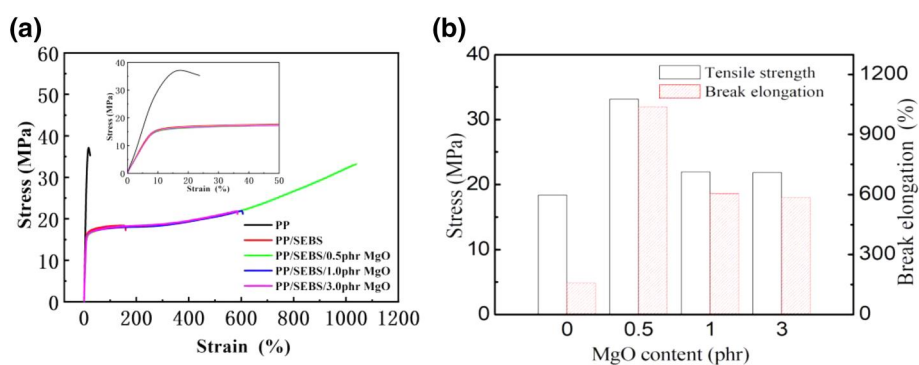 (a)
60
50
40
30
20
10
0
Stress (MPa)
0 200 400 600 800 1000 1200
Strain (%)
40
30
20
10
0
Stress (MPa)
0 10 20 30 40 50
Strain (%)
PP
PP/SEBS
PP/SEBS/0.5phr MgO
PP/SEBS/1.0phr MgO
PP/SEBS/3.0phr MgO
(b)
40
30
20
10
0
Stress (MPa)
Tensile strength
Break elongation
1200
900
600
300
0
Break elongation (%)
0 0.5 1 3
MgO content (phr)